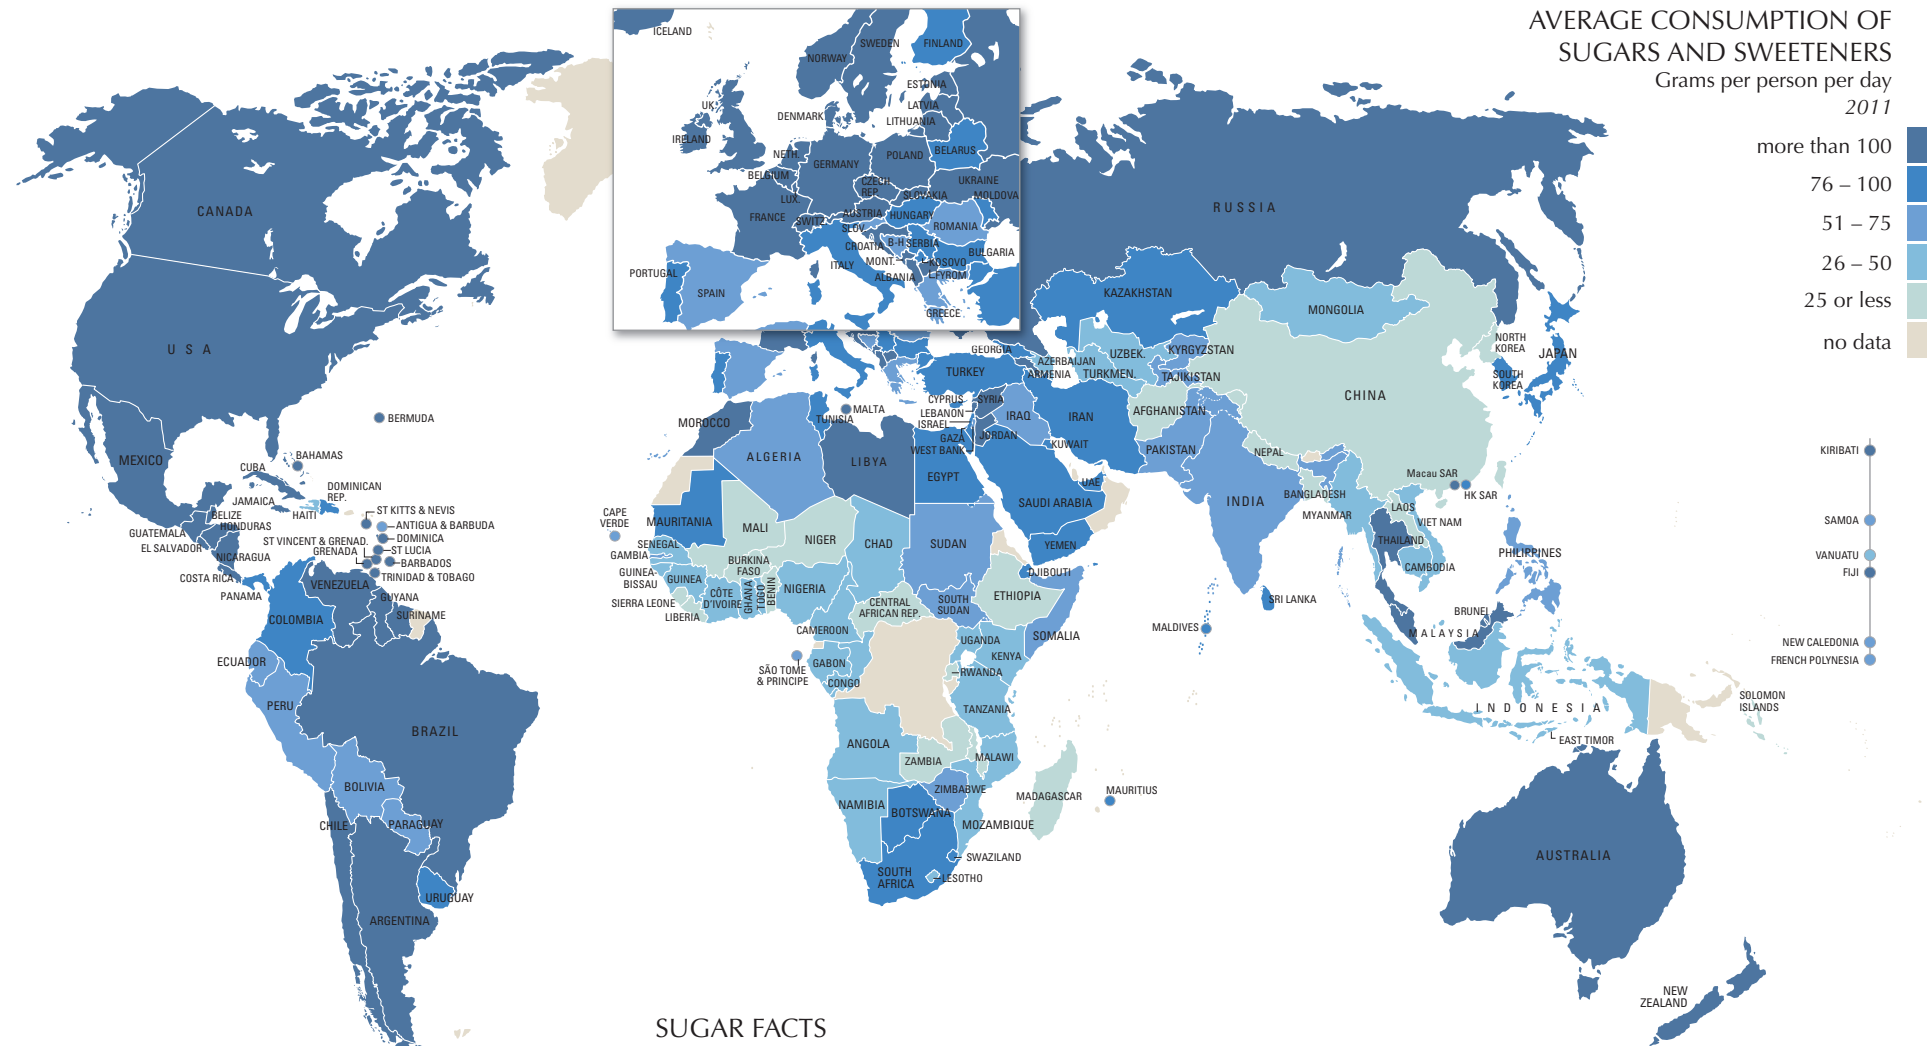 AVERAGE CONSUMPTION OF
SUGARS AND SWEETENERS
Grams per person per day
2011
more than 100
76 – 100
51 – 75
26 – 50
25 or less
no data
ICELAND
NORWAY
SWEDEN
FINLAND
ESTONIA
LATVIA
LITHUANIA
DENMARK
UK
IRELAND
NETH.
BELGIUM
GERMANY
POLAND
BELARUS
LUX.
CZECH
REP.
UKRAINE
SLOVAKIA
MOLDOVA
FRANCE
SWITZ.
AUSTRIA
HUNGARY
ROMANIA
SLOV.
CROATIA
B-H
SERBIA
BULGARIA
ITALY
MONT.
KOSOVO
ALBANIA
FYROM
PORTUGAL
SPAIN
GREECE
CANADA
USA
MEXICO
BERMUDA
BAHAMAS
CUBA
DOMINICAN
REP.
JAMAICA
HAITI
BELIZE
HONDURAS
GUATEMALA
EL SALVADOR
NICARAGUA
COSTA RICA
PANAMA
ST KITTS & NEVIS
ANTIGUA & BARBUDA
DOMINICA
ST VINCENT & GRENAD.
ST LUCIA
GRENADA
BARBADOS
TRINIDAD & TOBAGO
VENEZUELA
GUYANA
SURINAME
COLOMBIA
ECUADOR
PERU
BRAZIL
BOLIVIA
PARAGUAY
CHILE
URUGUAY
ARGENTINA
RUSSIA
KAZAKHSTAN
MONGOLIA
GEORGIA
AZERBAIJAN
ARMENIA
UZBEK.
TURKMEN.
KYRGYZSTAN
TAJIKISTAN
NORTH
KOREA
JAPAN
SOUTH
KOREA
CHINA
TURKEY
CYPRUS
SYRIA
LEBANON
ISRAEL
GAZA
WEST BANK
JORDAN
IRAQ
IRAN
AFGHANISTAN
KUWAIT
PAKISTAN
NEPAL
SAUDI ARABIA
UAE
YEMEN
INDIA
BANGLADESH
MYANMAR
Macau SAR
HK SAR
LAOS
VIET NAM
THAILAND
CAMBODIA
PHILIPPINES
SRI LANKA
MALDIVES
BRUNEI
MALAYSIA
INDONESIA
EAST TIMOR
SOLOMON
ISLANDS
AUSTRALIA
NEW
ZEALAND
KIRIBATI
SAMOA
VANUATU
FIJI
NEW CALEDONIA
FRENCH POLYNESIA
MOROCCO
TUNISIA
MALTA
ALGERIA
LIBYA
EGYPT
CAPE
VERDE
MAURITANIA
MALI
NIGER
CHAD
SUDAN
SENEGAL
GAMBIA
GUINEA-
BISSAU
GUINEA
SIERRA LEONE
LIBERIA
CÔTE
D'IVOIRE
BURKINA
FASO
GHANA
TOGO
BENIN
NIGERIA
CAMEROON
CENTRAL
AFRICAN REP.
SOUTH
SUDAN
ETHIOPIA
DJIBOUTI
SOMALIA
SÃO TOME
& PRINCIPE
GABON
CONGO
UGANDA
KENYA
RWANDA
TANZANIA
ANGOLA
ZAMBIA
MALAWI
NAMIBIA
BOTSWANA
ZIMBABWE
MOZAMBIQUE
MADAGASCAR
MAURITIUS
SWAZILAND
LESOTHO
SOUTH
AFRICA
SUGAR FACTS